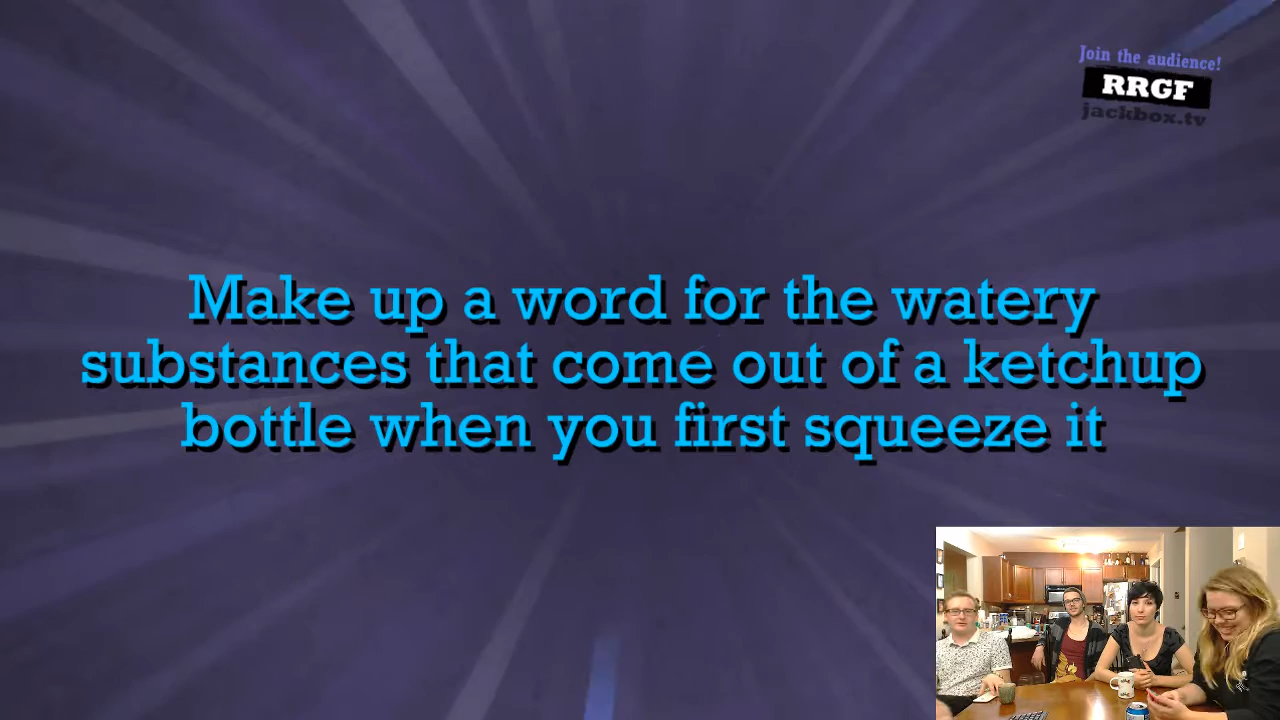 Join the audience!
RRGF
jackbox.tv
Make up a word for the watery
substances that come out of a ketchup
bottle when you first squeeze it